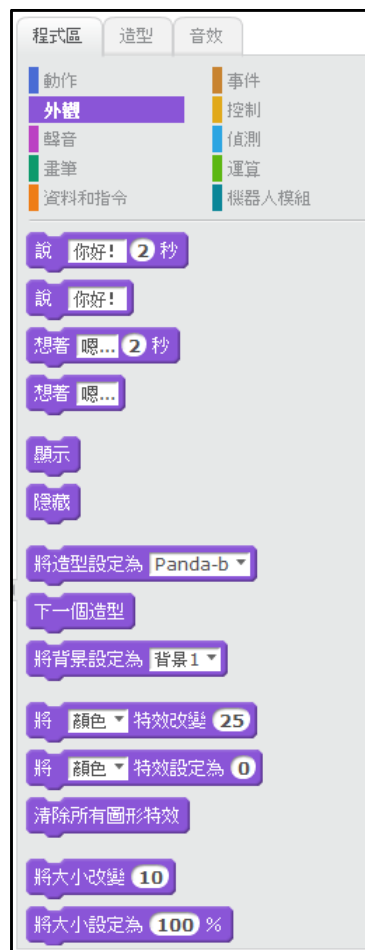 程式區 造型 音效
動作 事件
外觀 控制
聲音 偵測
畫筆 運算
資料和指令 機器人模組
說 你好! 2 秒
說 你好!
想著 嗯... 2 秒
想著 嗯...
顯示
隱藏
將造型設定為 Panda-b
下一個造型
將背景設定為 背景1
將 顏色 特效改變 25
將 顏色 特效設定為 0
清除所有圖形特效
將大小改變 10
將大小設定為 100 %